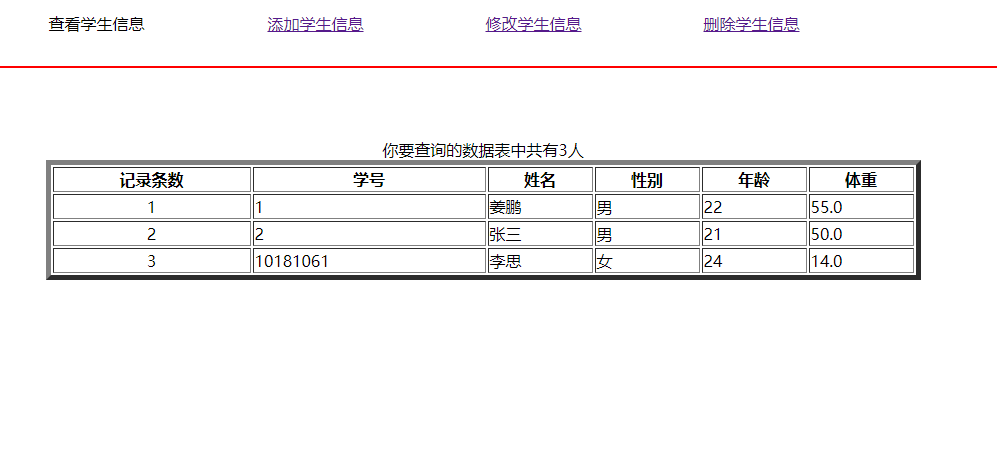 查看学生信息 添加学生信息 修改学生信息 删除学生信息
你要查询的数据表中共有3人
记录条数 学号 姓名 性别 年龄 体重
1 1 姜鹏 男 22 55.0
2 2 张三 男 21 50.0
3 10181061 李思 女 24 14.0